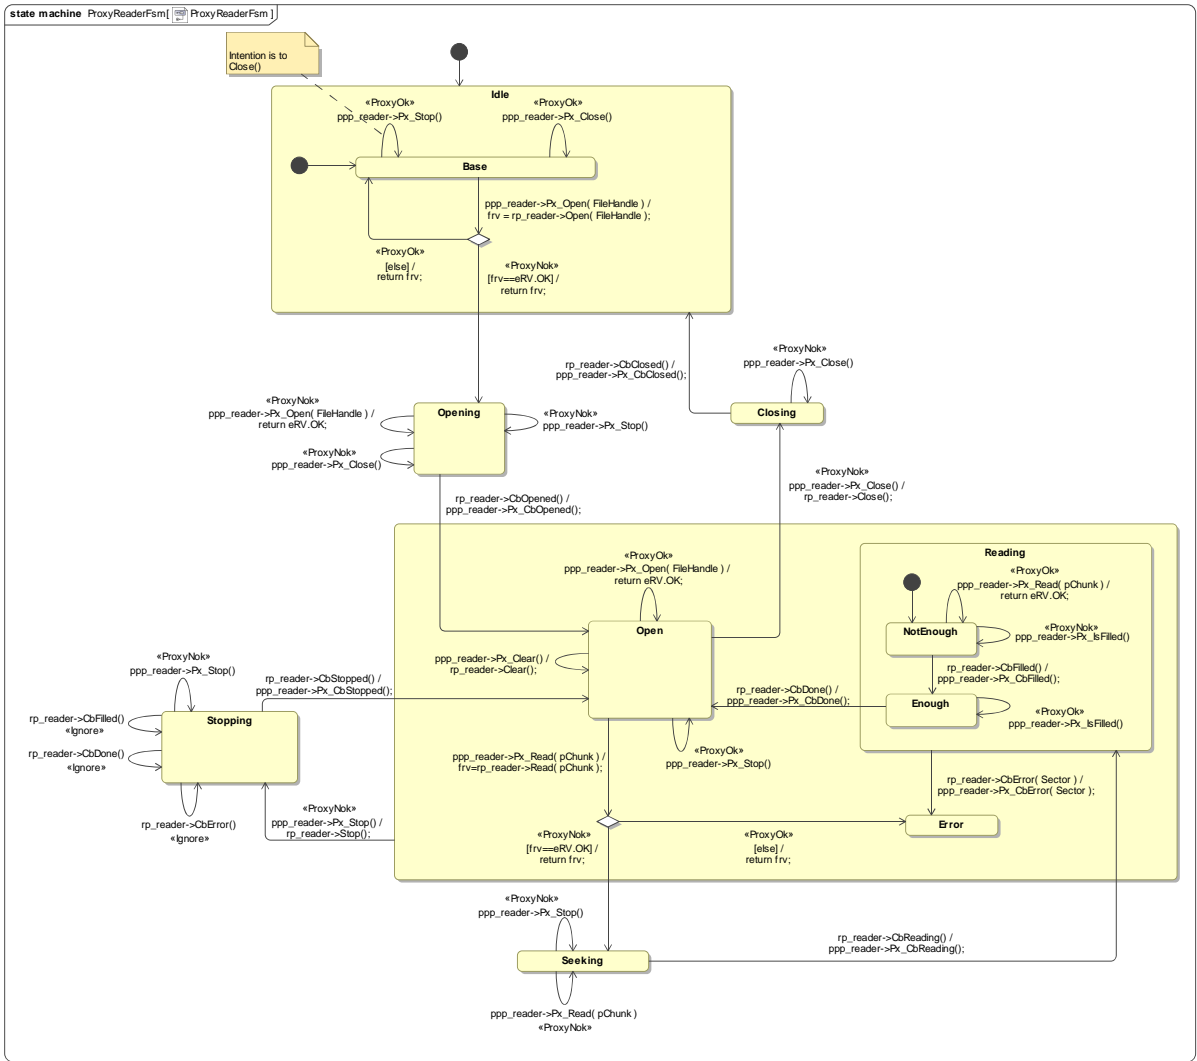 state machine ProxyReaderFsm[ ProxyReaderFsm ]
Intention is to
Close()
Idle
«ProxyOk»
ppp_reader->Px_Stop()
«ProxyOk»
ppp_reader->Px_Close()
Base
ppp_reader->Px_Open( FileHandle ) /
frv = rp_reader->Open( FileHandle );
«ProxyOk»
[else] /
return frv;
«ProxyNok»
[frv==eRV.OK] /
return frv;
rp_reader->CbClosed() /
ppp_reader->Px_CbClosed();
«ProxyNok»
ppp_reader->Px_Close()
Closing
«ProxyNok»
ppp_reader->Px_Open( FileHandle ) /
return eRV.OK;
Opening
«ProxyNok»
ppp_reader->Px_Stop()
«ProxyNok»
ppp_reader->Px_Close()
«ProxyNok»
ppp_reader->Px_Close() /
rp_reader->Close();
rp_reader->CbOpened() /
ppp_reader->Px_CbOpened();
«ProxyOk»
ppp_reader->Px_Open( FileHandle ) /
return eRV.OK;
Open
ppp_reader->Px_Clear() /
rp_reader->Clear();
Reading
«ProxyOk»
ppp_reader->Px_Read( pChunk ) /
return eRV.OK;
NotEnough
«ProxyNok»
ppp_reader->Px_IsFilled()
rp_reader->CbFilled() /
ppp_reader->Px_CbFilled();
Enough
«ProxyOk»
ppp_reader->Px_IsFilled()
rp_reader->CbDone() /
ppp_reader->Px_CbDone();
«ProxyNok»
ppp_reader->Px_Stop()
rp_reader->CbStopped() /
ppp_reader->Px_CbStopped();
Stopping
rp_reader->CbFilled()
«Ignore»
rp_reader->CbDone()
«Ignore»
rp_reader->CbError()
«Ignore»
«ProxyNok»
ppp_reader->Px_Stop() /
rp_reader->Stop();
ppp_reader->Px_Read( pChunk ) /
frv=rp_reader->Read( pChunk );
«ProxyOk»
ppp_reader->Px_Stop()
rp_reader->CbError( Sector ) /
ppp_reader->Px_CbError( Sector );
Error
«ProxyNok»
[frv==eRV.OK] /
return frv;
«ProxyOk»
[else] /
return frv;
«ProxyNok»
ppp_reader->Px_Stop()
Seeking
rp_reader->CbReading() /
ppp_reader->Px_CbReading();
ppp_reader->Px_Read( pChunk )
«ProxyNok»